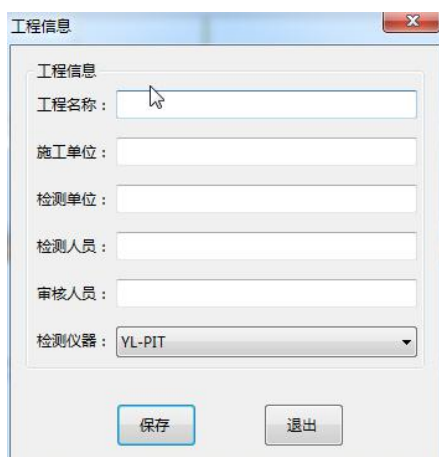 工程信息
工程信息
工程名称：
施工单位：
检测单位：
检测人员：
审核人员：
检测仪器： YL-PIT
保存 退出